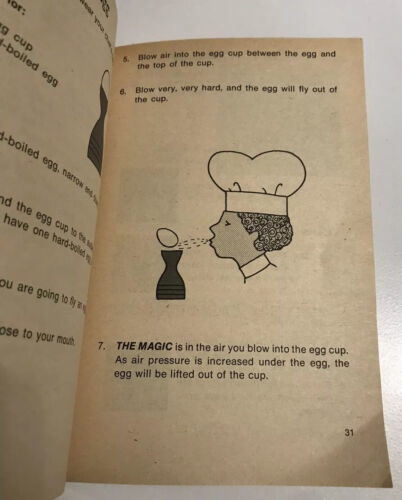 for:
cup
d-boiled egg
d-boiled egg, narrow end
nd the egg cup to the
have one hard-boiled
ou are going to fly an
ose to your mouth.
5. Blow air into the egg cup between the egg and
the top of the cup.
6. Blow very, very hard, and the egg will fly out of
the cup.
7. THE MAGIC is in the air you blow into the egg cup.
As air pressure is increased under the egg, the
egg will be lifted out of the cup.
31